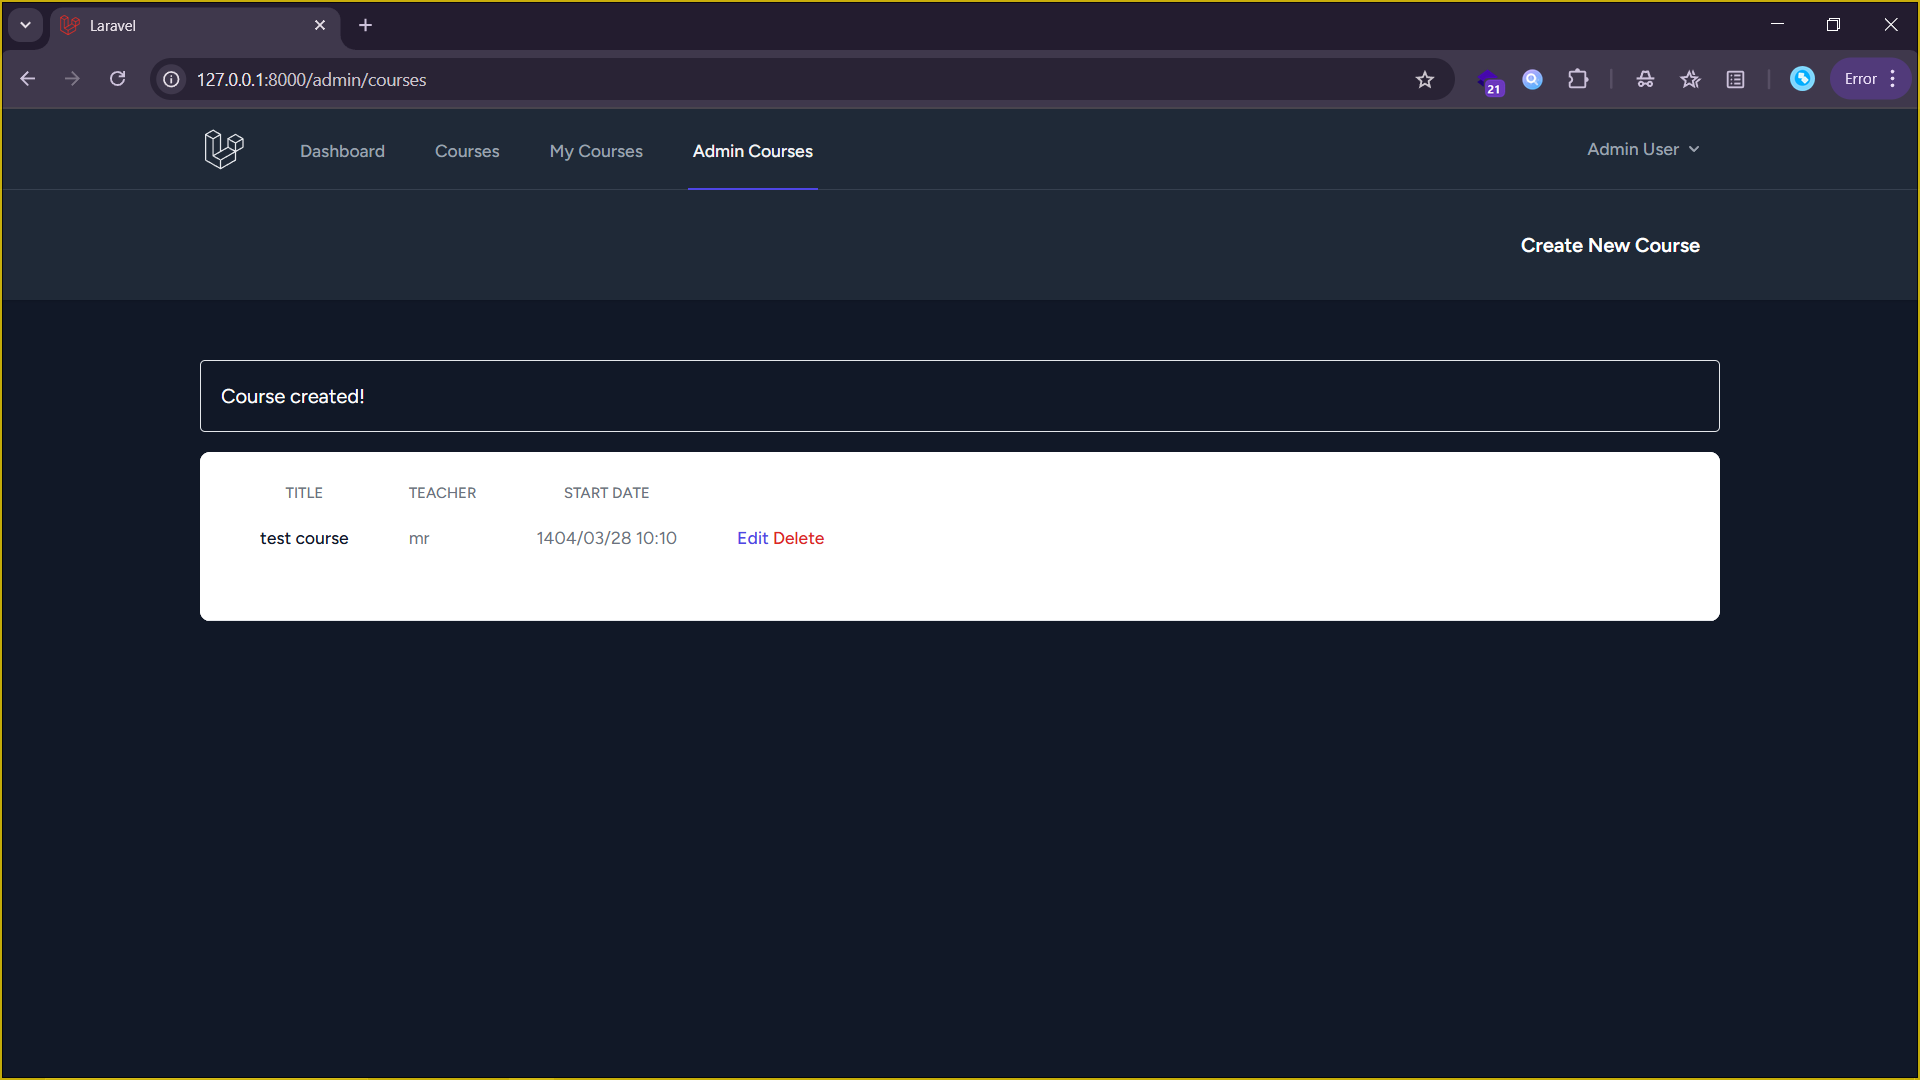 Laravel
127.0.0.1:8000/admin/courses
21
Error
Dashboard Courses My Courses Admin Courses Admin User
Create New Course
Course created!
TITLE TEACHER START DATE
test course mr 1404/03/28 10:10 Edit Delete